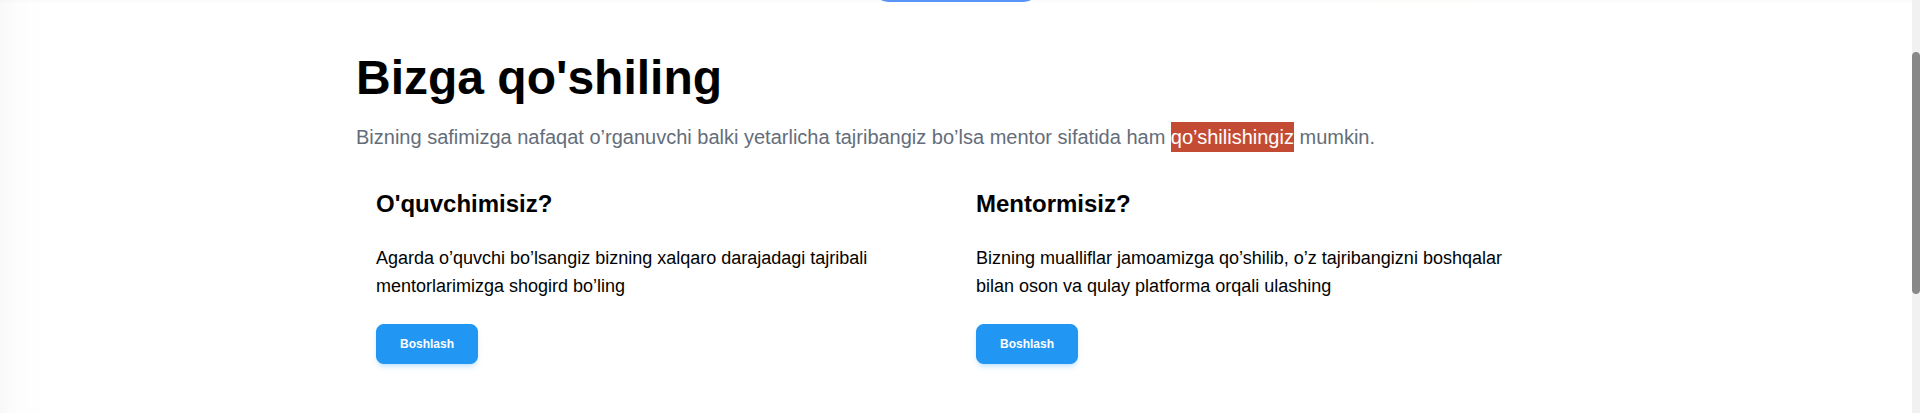 Bizga qo'shiling
Bizning safimizga nafaqat o’rganuvchi balki yetarlicha tajribangiz bo’lsa mentor sifatida ham qo’shilishingiz mumkin.
O'quvchimisiz?
Agarda o’quvchi bo’lsangiz bizning xalqaro darajadagi tajribali
mentorlarimizga shogird bo’ling
Boshlash
Mentormisiz?
Bizning mualliflar jamoamizga qo’shilib, o’z tajribangizni boshqalar
bilan oson va qulay platforma orqali ulashing
Boshlash